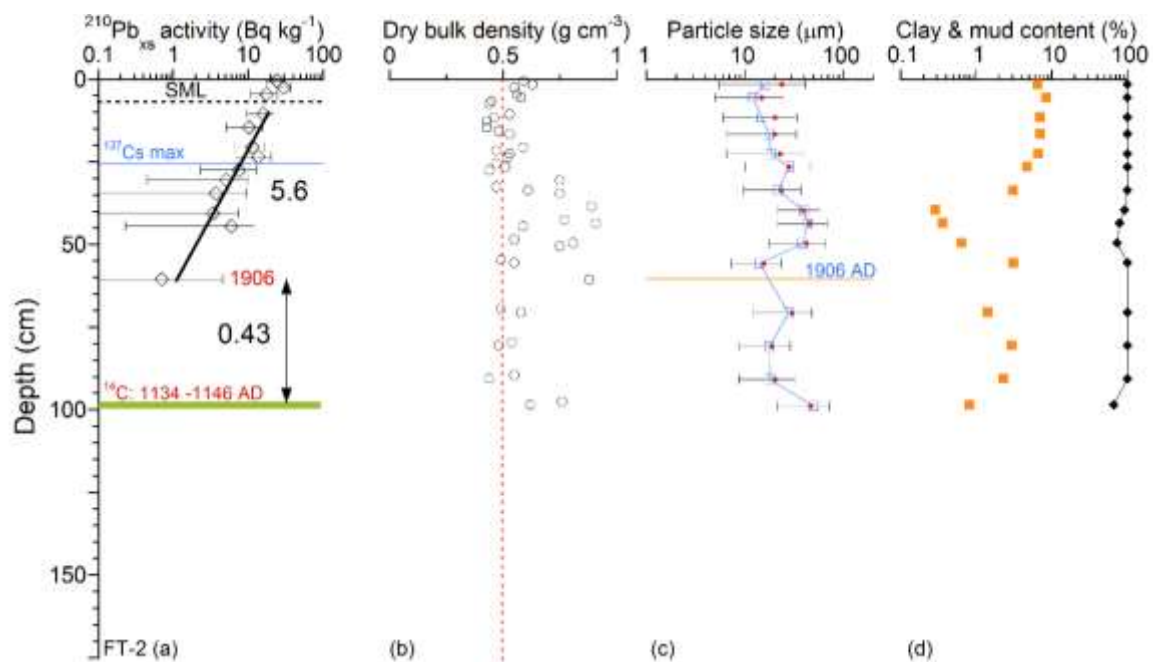 210Pbxs activity (Bq kg-1)
0.1 1 10 100
Dry bulk density (g cm-3)
0 0.5 1
Particle size (μm)
1 10 100
Clay & mud content (%)
0.1 1 10 100
0
SML
137Cs max
5.6
50
1906
1906 AD
0.43
14C: 1134 -1146 AD
100
150
Depth (cm)
FT-2 (a)
(b)
(c)
(d)